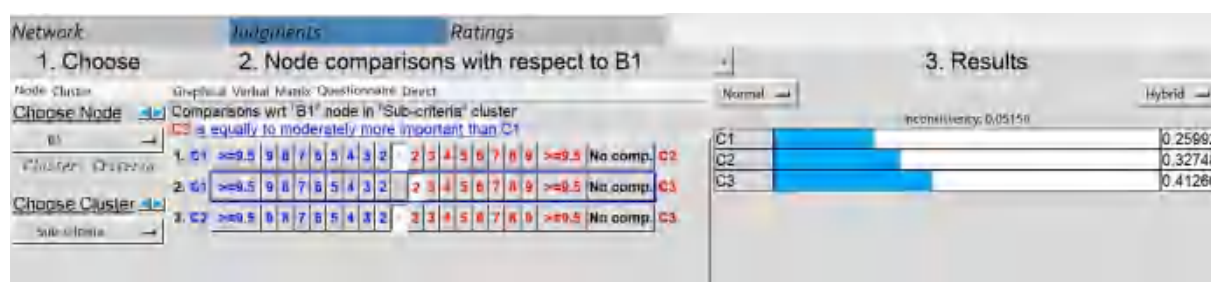 Network Judgments Ratings
1. Choose 2. Node comparisons with respect to B1 3. Results
Node Cluster Graphical Verbal Matrix Questionnaire Direct Normal Hybrid
Choose Node Comparisons wrt "B1" node in "Sub-criteria" cluster
C3 is equally to moderately more important than C1
B1
Inconsistency: 0.05156
Cluster: Criteria
1. C1 >=9.5 9 8 7 6 5 4 3 2 2 3 4 5 6 7 8 9 >=9.5 No comp. C2
2. C1 >=9.5 9 8 7 6 5 4 3 2 2 3 4 5 6 7 8 9 >=9.5 No comp. C3
3. C2 >=9.5 9 8 7 6 5 4 3 2 2 3 4 5 6 7 8 9 >=9.5 No comp. C3
Choose Cluster
Sub-criteria
C1 0.2599
C2 0.3274
C3 0.4126